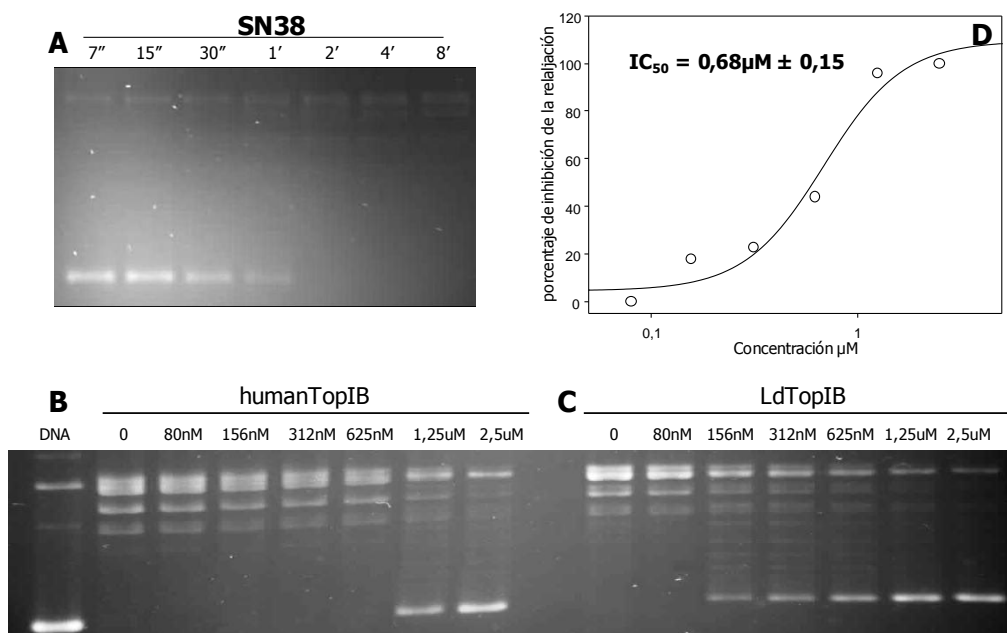 SN38
A
7" 15" 30" 1' 2' 4' 8'
D
IC50 = 0,68µM ± 0,15
120
100
80
60
40
20
0
porcentaje de inhibición de la relaljación
0,1 1
Concentración µM
B
humanTopIB
DNA 0 80nM 156nM 312nM 625nM 1,25uM 2,5uM
C
LdTopIB
0 80nM 156nM 312nM 625nM 1,25uM 2,5uM